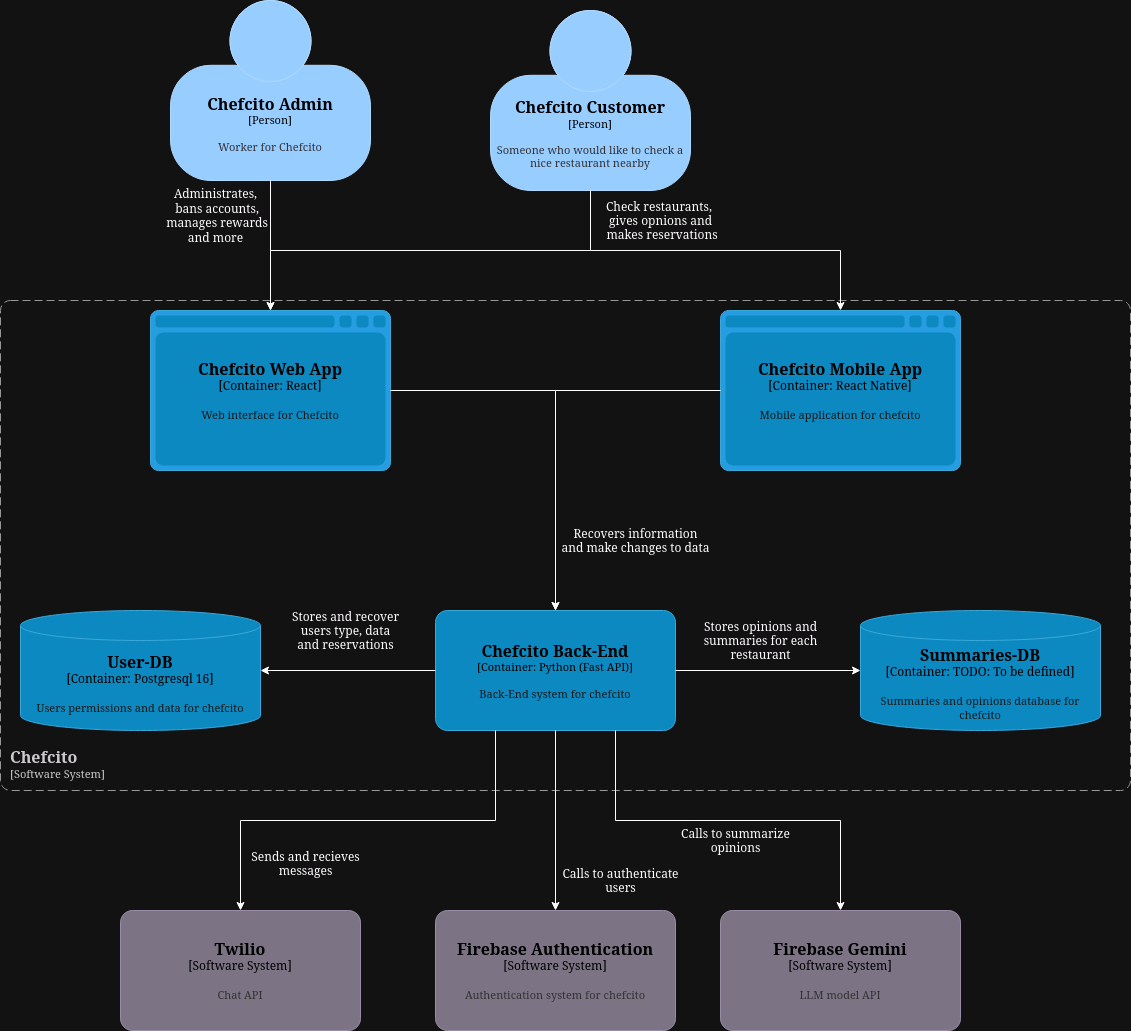 Chefcito Admin
[Person]
Worker for Chefcito
Chefcito Customer
[Person]
Someone who would like to check a
nice restaurant nearby
Administrates,
bans accounts,
manages rewards
and more
Check restaurants,
gives opnions and
makes reservations
Chefcito Web App
[Container: React]
Web interface for Chefcito
Chefcito Mobile App
[Container: React Native]
Mobile application for chefcito
Recovers information
and make changes to data
User-DB
[Container: Postgresql 16]
Users permissions and data for chefcito
Stores and recover
users type, data
and reservations
Chefcito Back-End
[Container: Python (Fast API)]
Back-End system for chefcito
Stores opinions and
summaries for each
restaurant
Summaries-DB
[Container: TODO: To be defined]
Summaries and opinions database for
chefcito
Chefcito
[Software System]
Sends and recieves
messages
Calls to authenticate
users
Calls to summarize
opinions
Twilio
[Software System]
Chat API
Firebase Authentication
[Software System]
Authentication system for chefcito
Firebase Gemini
[Software System]
LLM model API